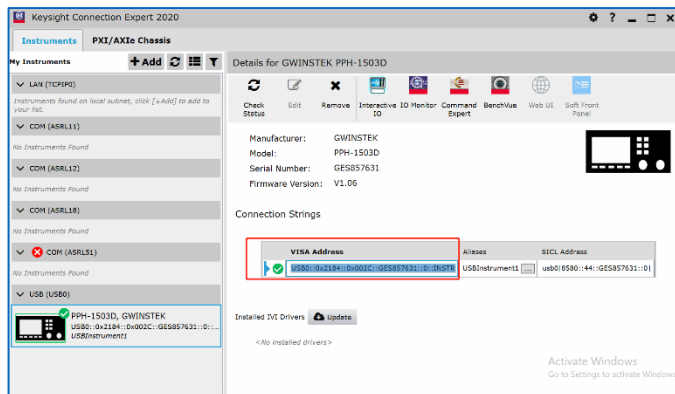 Keysight Connection Expert 2020
Instruments PXI/AXIe Chassis
My Instruments + Add
LAN (TCPIP0)
Instruments found on local subnet, click [+Add] to add to
your list.
COM (ASRL11)
No Instruments Found
COM (ASRL12)
No Instruments Found
COM (ASRL18)
No Instruments Found
COM (ASRL51)
No Instruments Found
USB (USB0)
PPH-1503D, GWINSTEK
USB0::0x2184::0x002C::GES857631::0::...
USBInstrument1
Details for GWINSTEK PPH-1503D
Check Status
Edit
Remove
Interactive IO
IO Monitor
Command Expert
BenchVue
Web UI
Soft Front Panel
Manufacturer: GWINSTEK
Model: PPH-1503D
Serial Number: GES857631
Firmware Version: V1.06
Connection Strings
VISA Address Aliases SICL Address
USB0::0x2184::0x002C::GES857631::0::INSTR USBInstrument1 ... usb0[8580::44::GES857631::0]
Installed IVI Drivers Update
<No installed drivers>
Activate Windows
Go to Settings to activate Windows